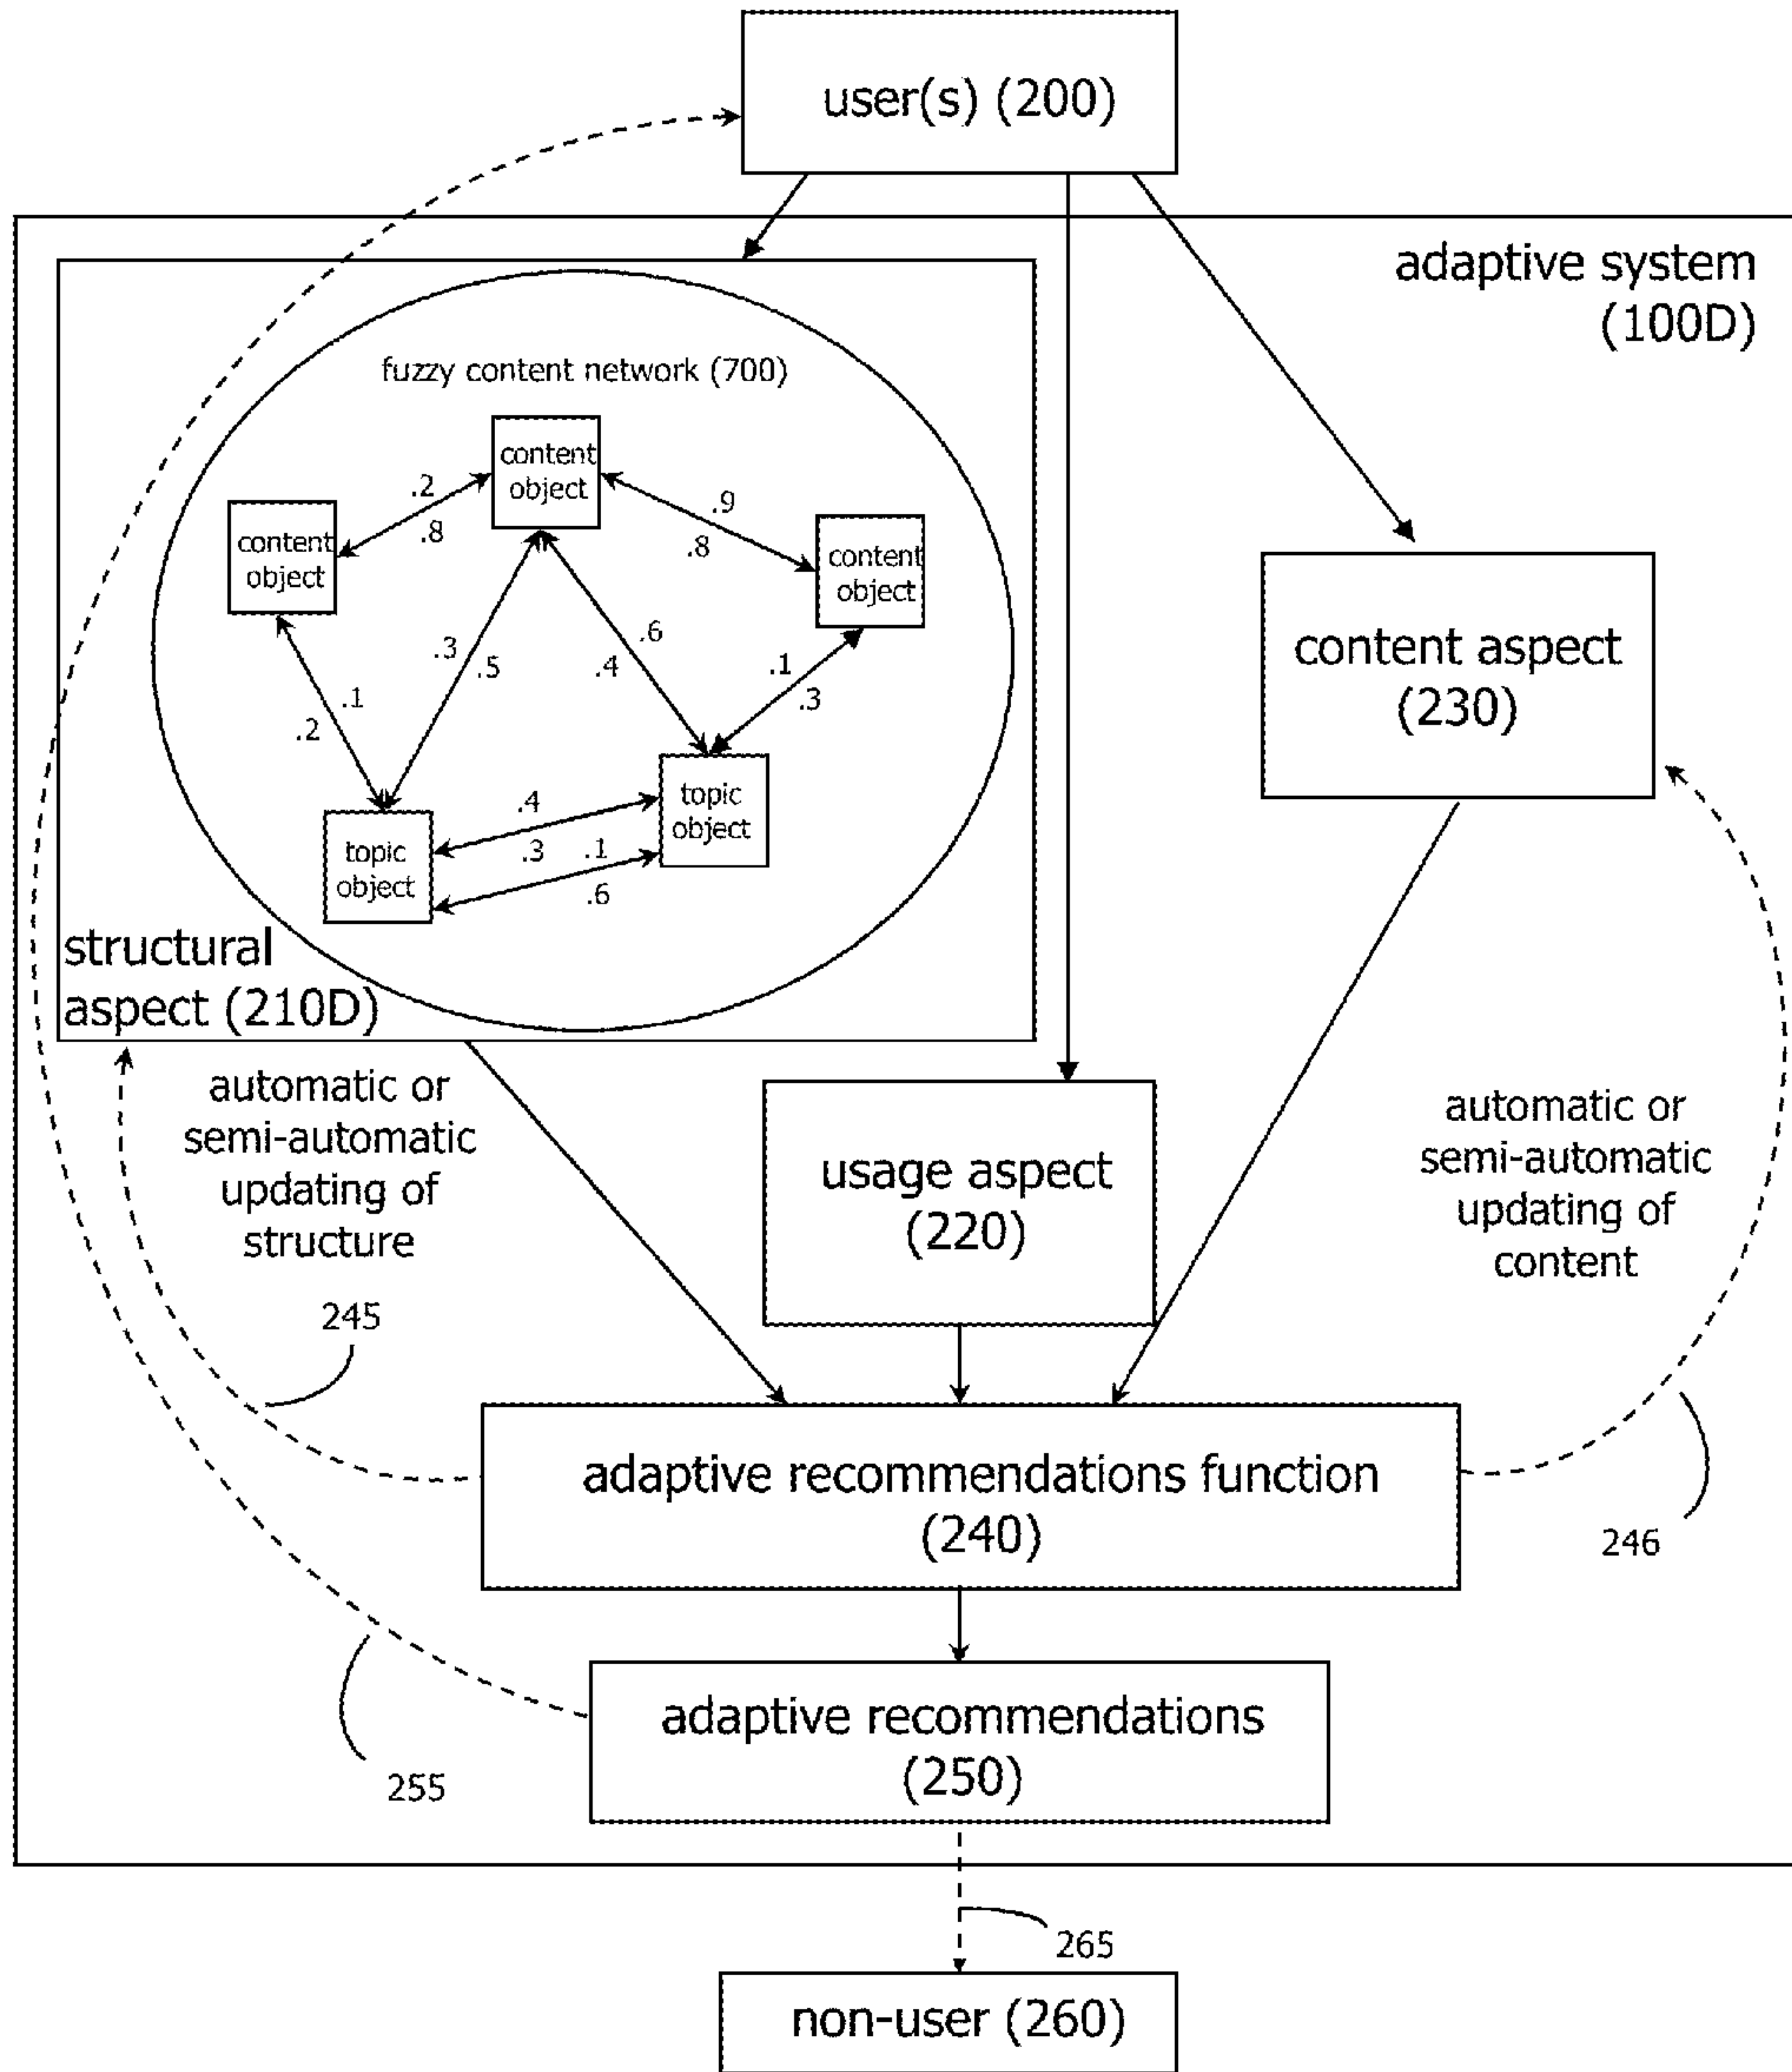 user(s) (200)
adaptive system
(100D)
fuzzy content network (700)
content
object
.2
.8
.9
.8
content
object
content
object
.3
.5
.6
.4
.1
.3
.1
.2
topic
object
.4
.3
.1
.6
topic
object
structural
aspect (210D)
content aspect
(230)
automatic or
semi-automatic
updating of
structure
245
usage aspect
(220)
automatic or
semi-automatic
updating of
content
246
adaptive recommendations function
(240)
adaptive recommendations
(250)
255
265
non-user (260)